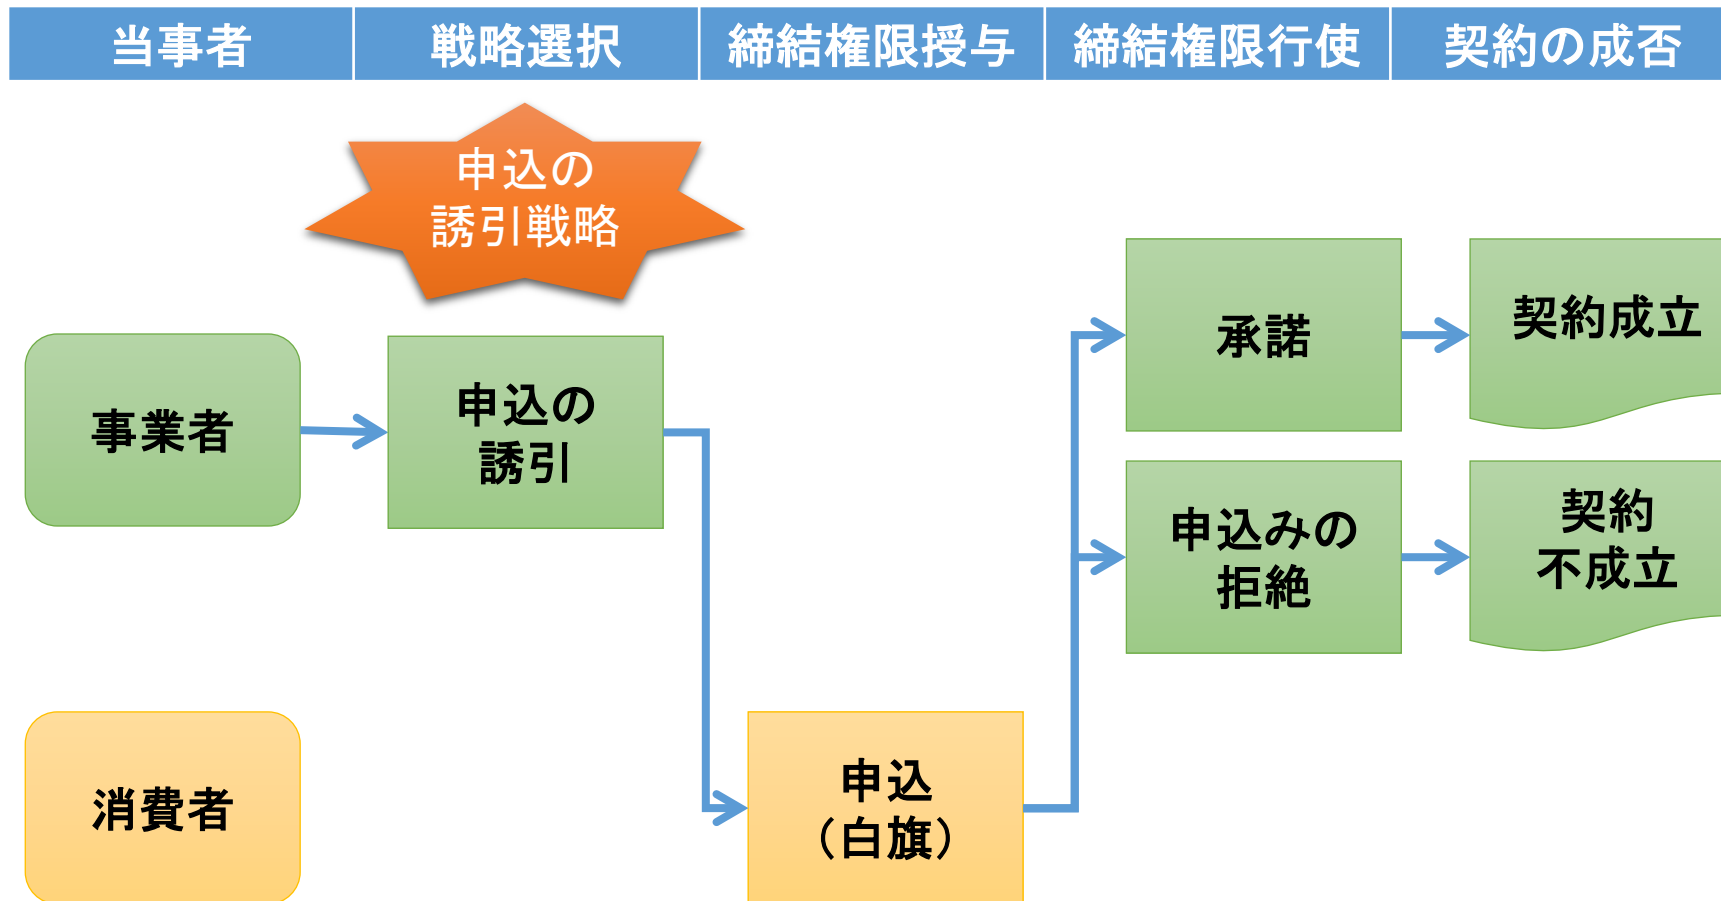 当事者
戦略選択
締結権限授与
締結権限行使
契約の成否
申込の
誘引戦略
事業者
申込の
誘引
承諾
契約成立
申込みの
拒絶
契約
不成立
消費者
申込
（白旗）